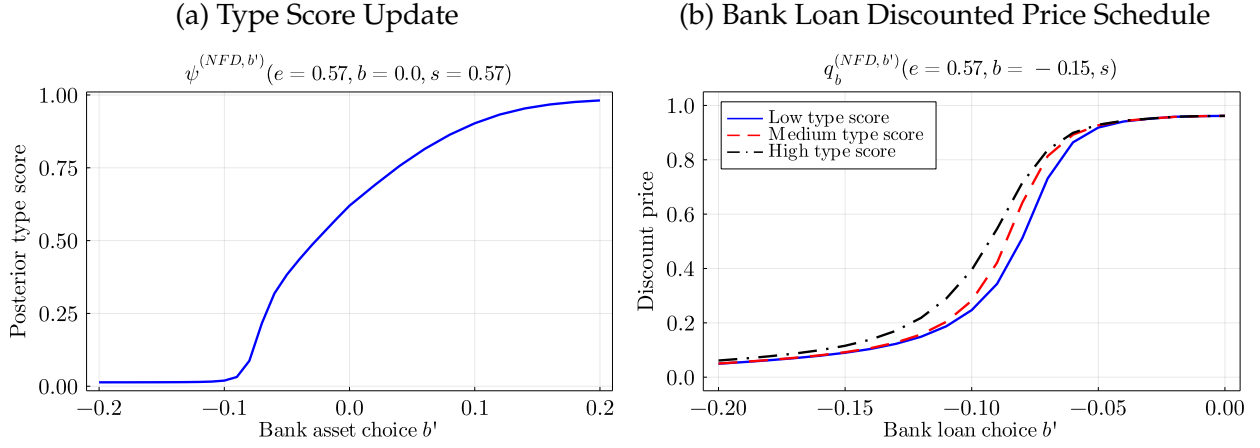 (a) Type Score Update
ψ^(NFD, b')(e = 0.57, b = 0.0, s = 0.57)
1.00
0.75
0.50
0.25
0.00
Posterior type score
−0.2 −0.1 0.0 0.1 0.2
Bank asset choice b'
(b) Bank Loan Discounted Price Schedule
q_b^(NFD, b')(e = 0.57, b = − 0.15, s)
Low type score
Medium type score
High type score
1.0
0.8
0.6
0.4
0.2
0.0
Discount price
−0.20 −0.15 −0.10 −0.05 0.00
Bank loan choice b'